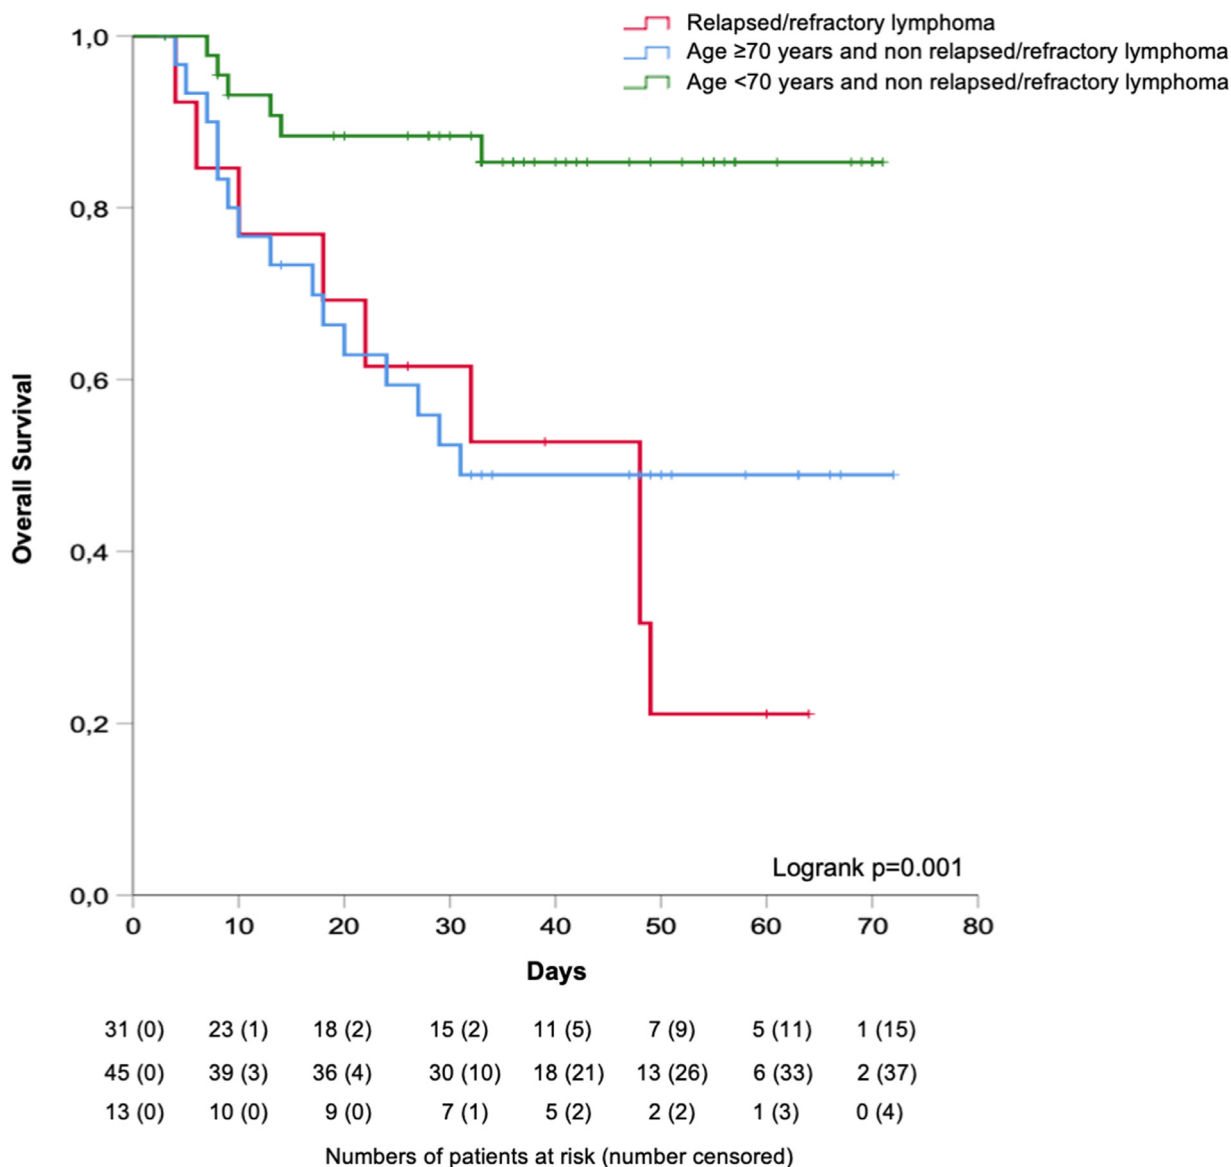 Relapsed/refractory lymphoma
Age ≥70 years and non relapsed/refractory lymphoma
Age <70 years and non relapsed/refractory lymphoma
1,0
0,8
0,6
0,4
0,2
0,0
Overall Survival
Logrank p=0.001
0 10 20 30 40 50 60 70 80
Days
31 (0) 23 (1) 18 (2) 15 (2) 11 (5) 7 (9) 5 (11) 1 (15)
45 (0) 39 (3) 36 (4) 30 (10) 18 (21) 13 (26) 6 (33) 2 (37)
13 (0) 10 (0) 9 (0) 7 (1) 5 (2) 2 (2) 1 (3) 0 (4)
Numbers of patients at risk (number censored)